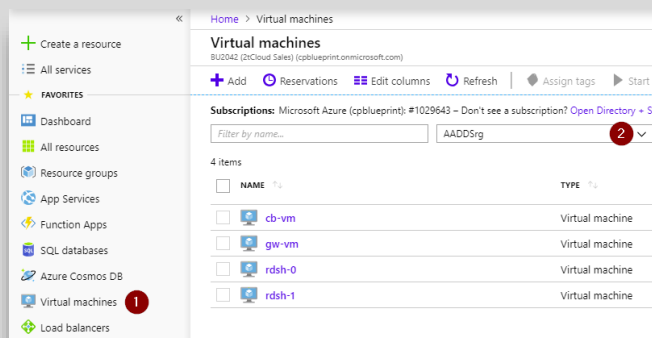 «
Create a resource
All services
FAVORITES
Dashboard
All resources
Resource groups
App Services
Function Apps
SQL databases
Azure Cosmos DB
Virtual machines 1
Load balancers
Home > Virtual machines
Virtual machines
BU2042 (2tCloud Sales) (cpblueprint.onmicrosoft.com)
Add Reservations Edit columns Refresh Assign tags Start
Subscriptions: Microsoft Azure (cpblueprint): #1029643 – Don't see a subscription? Open Directory + S
Filter by name... AADDSrg 2
4 items
NAME TYPE
cb-vm Virtual machine
gw-vm Virtual machine
rdsh-0 Virtual machine
rdsh-1 Virtual machine